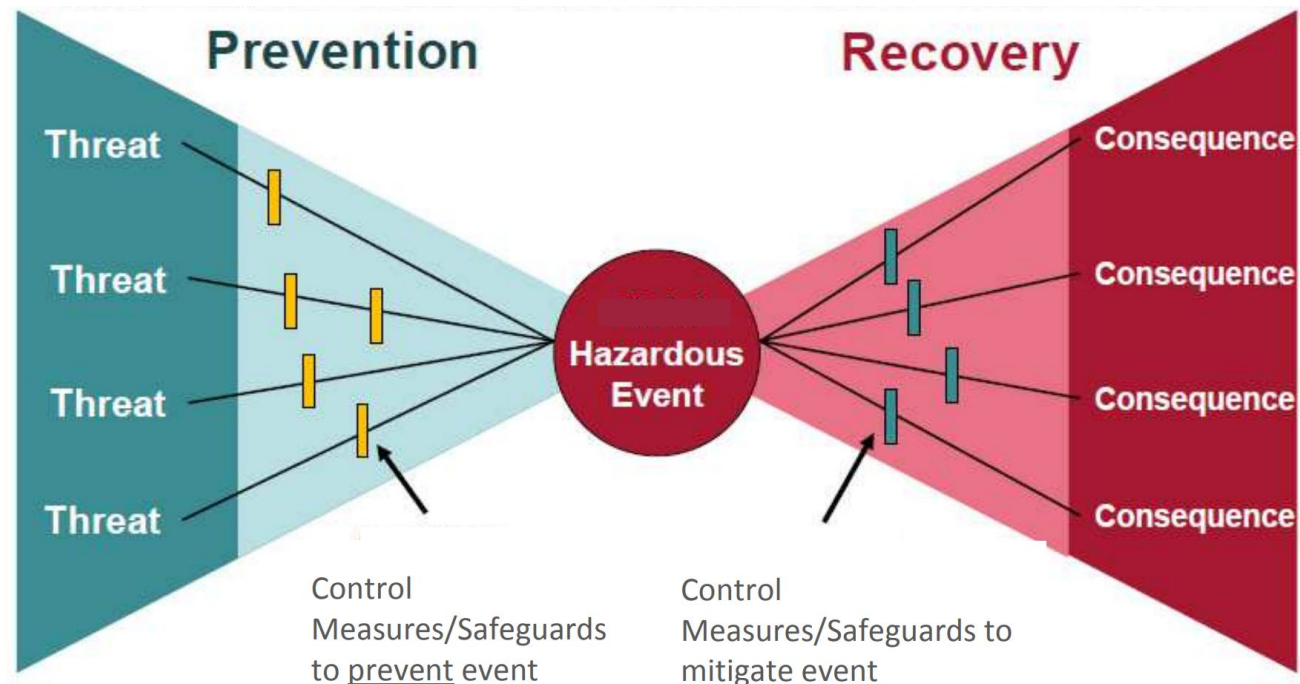 Prevention
Recovery
Threat
Threat
Threat
Threat
Hazardous
Event
Consequence
Consequence
Consequence
Consequence
Control
Measures/Safeguards
to prevent event
Control
Measures/Safeguards to
mitigate event